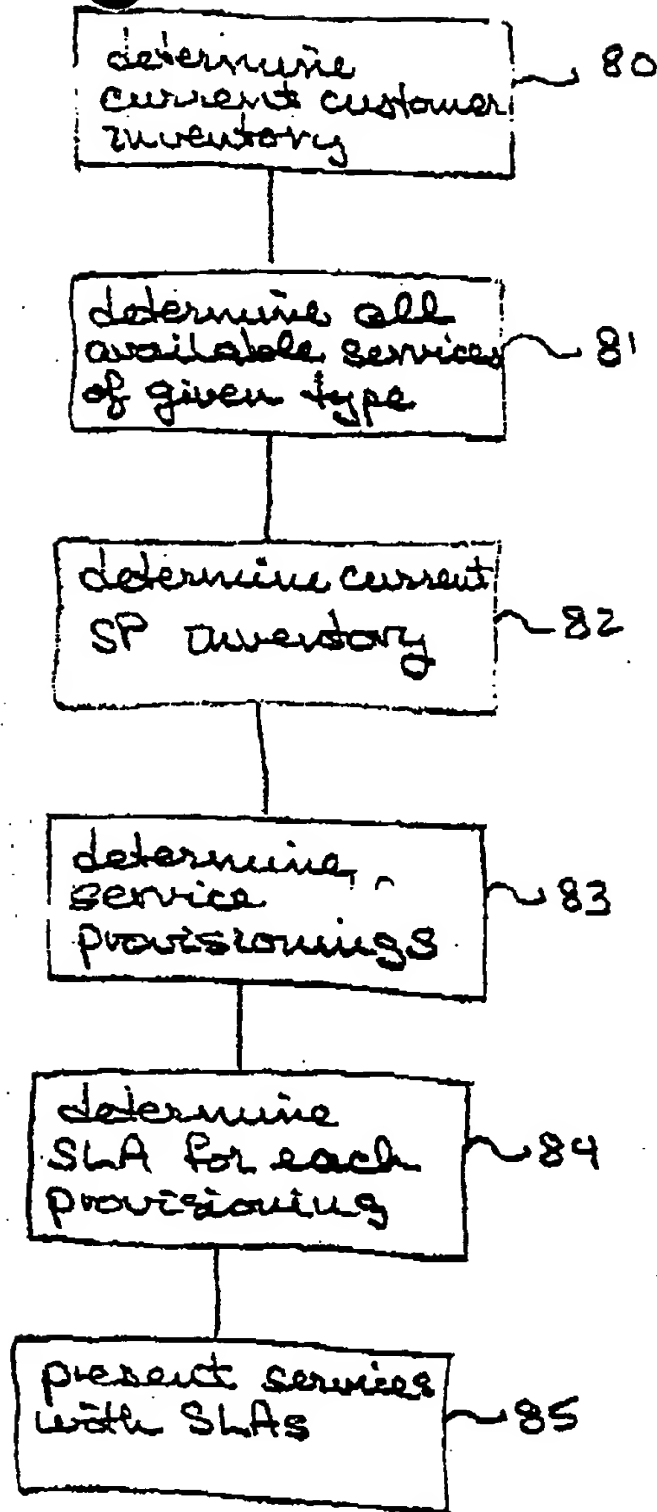 determine
current customer
inventory
80
determine all
available services
of given type
81
determine current
SP inventory
82
determine
service
provisionings
83
determine
SLA for each
provisioning
84
present services
with SLAs
85